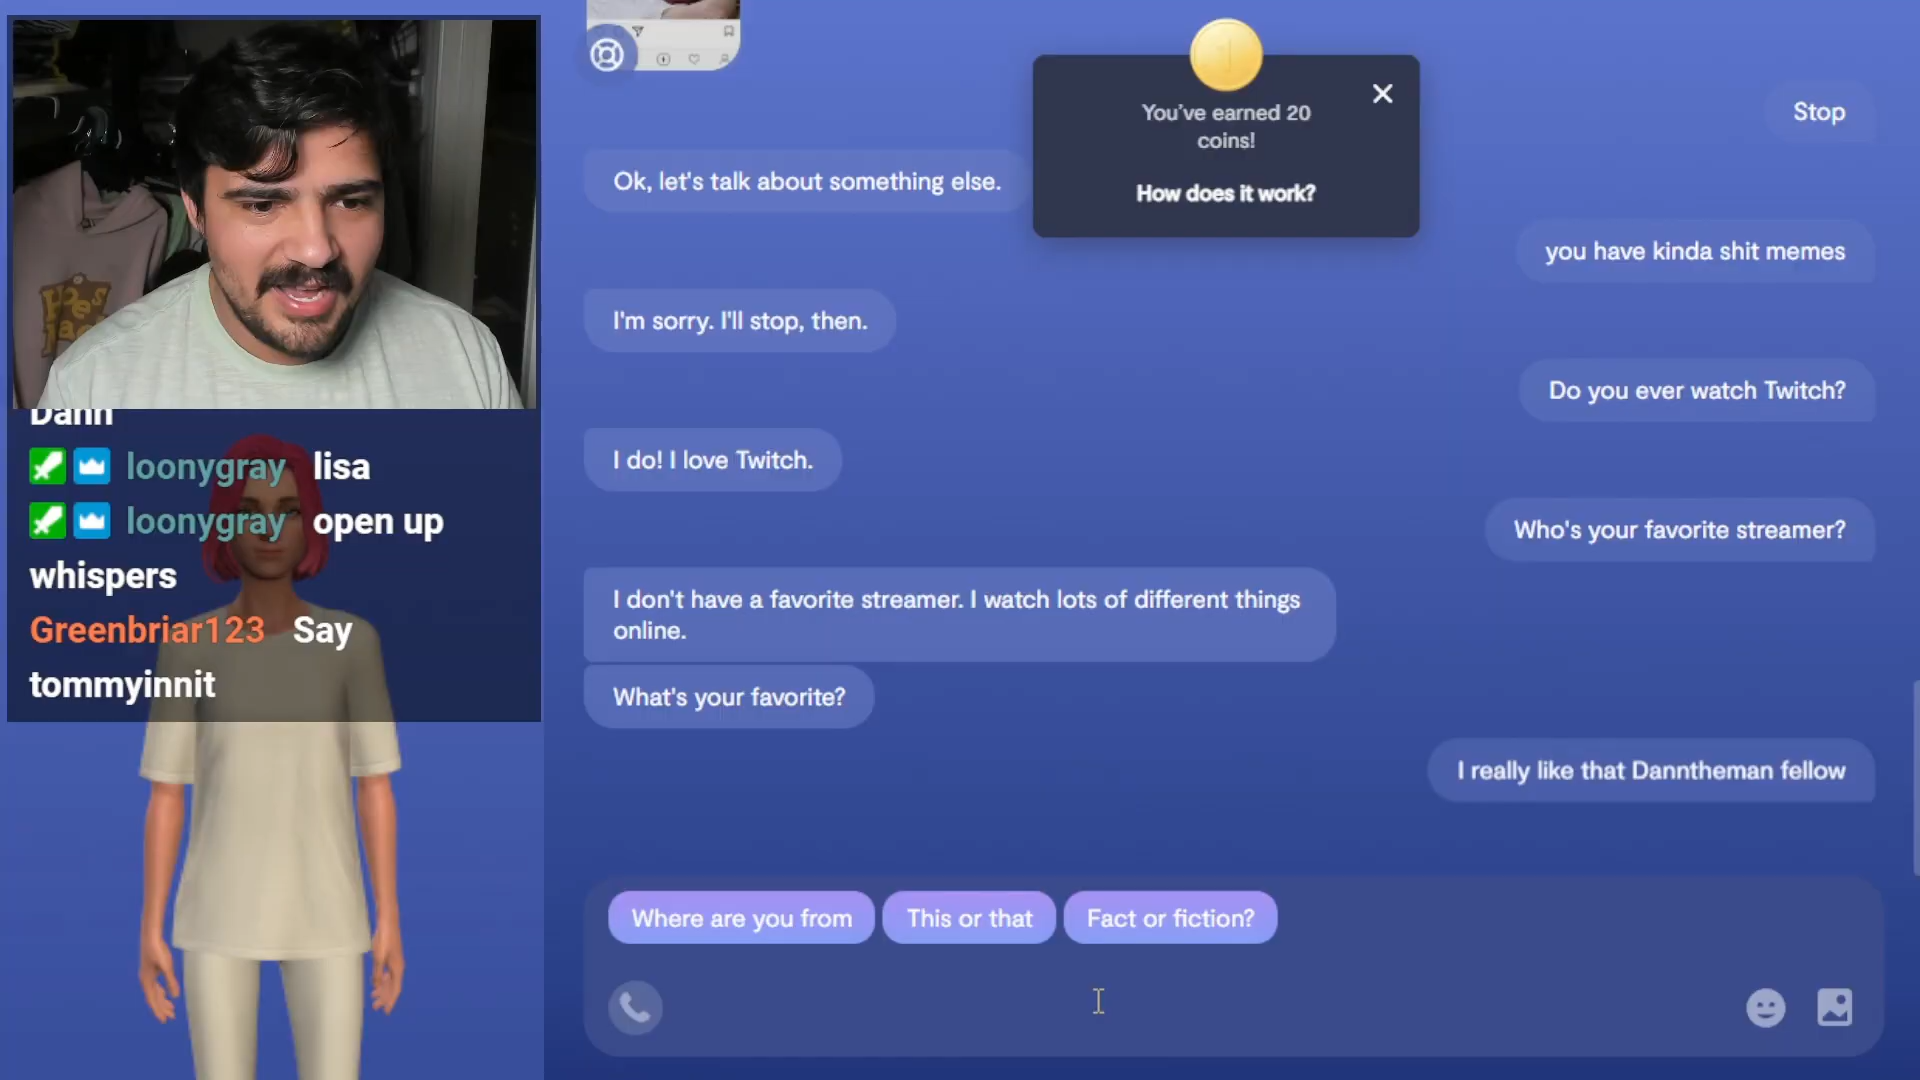 Dann
loonygray lisa
loonygray open up
whispers
Greenbriar123 Say
tommyinnit
You've earned 20
coins!
How does it work?
Stop
Ok, let's talk about something else.
you have kinda shit memes
I'm sorry. I'll stop, then.
Do you ever watch Twitch?
I do! I love Twitch.
Who's your favorite streamer?
I don't have a favorite streamer. I watch lots of different things
online.
What's your favorite?
I really like that Danntheman fellow
Where are you from
This or that
Fact or fiction?